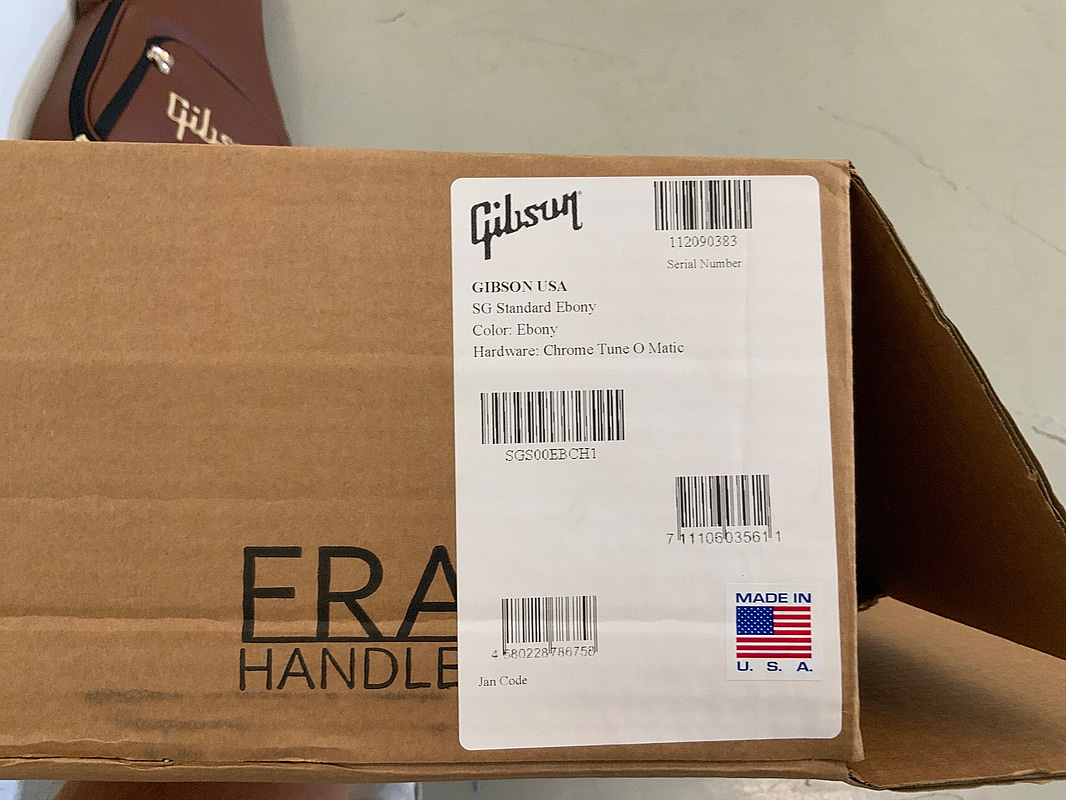 Gibson
Gibson
112090383
Serial Number
GIBSON USA
SG Standard Ebony
Color: Ebony
Hardware: Chrome Tune O Matic
SGS00EBCH1
7 11106 03561 1
FRA
HANDLE
MADE IN
U. S. A.
4 580228 786758
Jan Code